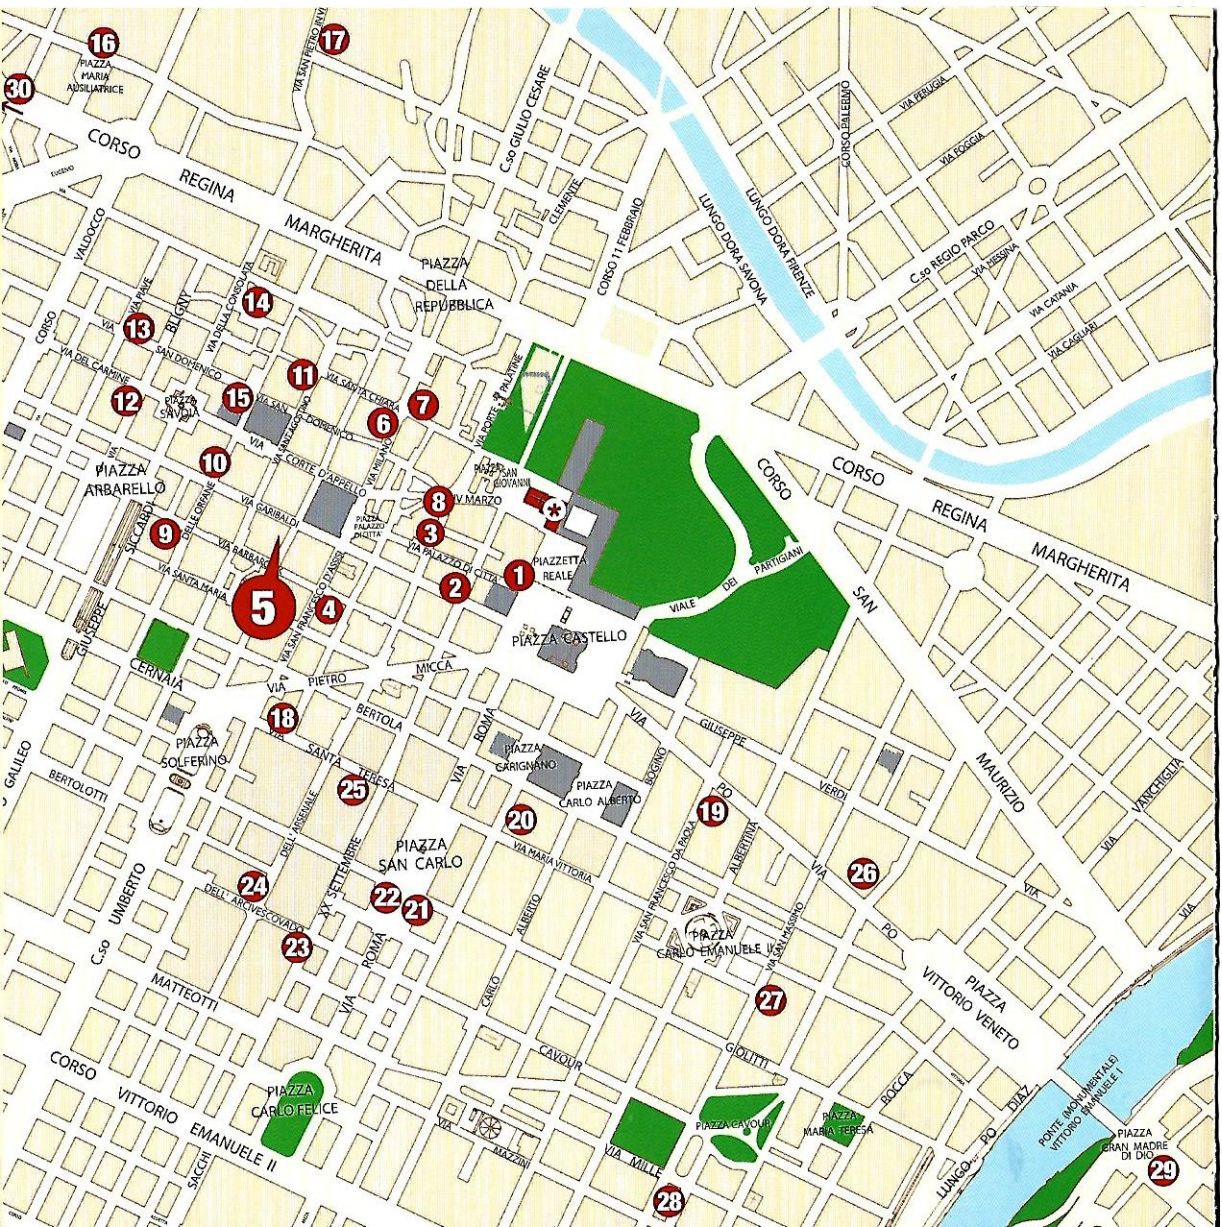 16
PIAZZA
MARIA
AUSILIATRICE
17
VIA SAN PIETRO IN V
30
CORSO
REGINA
MARGHERITA
C.so GIULIO CESARE
CLEMENTE
CORSO 11 FEBBRAIO
CORSO PALERMO
VIA PERUGIA
VIA FOGGIA
LUNGO DORA SAVONA
LUNGO DORA FIRENZE
C.so REGIO PARCO
VIA MESSINA
VIA CATANIA
VIA CAGLIARI
EUGENIO
VALDOCCO
CORSO
PIAZZA
DELLA
REPUBBLICA
VIA PIAVE
BLIGNY
VIA DELLA CONSOLATA
14
13
VIA
SAN DOMENICO
VIA DEL CARMINE
12
PIAZZA
SAVOIA
15
11
VIA SANTA CHIARA
VIA SAN DOMENICO
VIA SANT'AGOSTINO
6
7
VIA MILANO
VIA PORTE PALATINE
VIA
CORTE D'APPELLO
10
PIAZZA
ARBARELLO
VIA
DELLE ORFANE
VIA GARIBALDI
PIAZZA
PALAZZO
DI CITTA'
8
IV MARZO
PIAZZA SAN
GIOVANNI
*
3
VIA PALAZZO DI CITTA'
1
2
PIAZZETTA
REALE
9
SICCARDI
VIA BARBAROUX
VIA SANTA MARIA
5
4
VIA SAN FRANCESCO D'ASSISI
GIUSEPPE
CERNAIA
PIAZZA CASTELLO
VIALE DEI PARTIGIANI
CORSO
SAN
MAURIZIO
CORSO
REGINA
MARGHERITA
VIA
PIETRO
MICCA
18
VIA
SANTA
TERESA
BERTOLA
VIA
ROMA
PIAZZA
SOLFERINO
GALILEO
BERTOLOTTI
25
DELL' ARSENALE
PIAZZA
CARIGNANO
PIAZZA
CARLO ALBERTO
BOGINO
VIA
PO
VIA
PO
GIUSEPPE
VERDI
VIA
VANCHIGLIA
VIA
VIA
VIA
20
19
VIA MARIA VITTORIA
VIA SAN FRANCESCO DA PAOLA
ALBERTINA
26
PIAZZA
SAN CARLO
XX SETTEMBRE
22
21
24
DELL' ARCIVESCOVADO
23
C.so UMBERTO
MATTEOTTI
VIA
ROMA
ALBERTO
CARLO
PIAZZA
CARLO EMANUELE II
VIA SAN MASSIMO
27
PIAZZA
VITTORIO VENETO
CAVOUR
GIOLITTI
ROCCA
CORSO
VITTORIO
EMANUELE II
PIAZZA
CARLO FELICE
SACCHI
VIA
MAZZINI
VIA MILLE
28
PIAZZA CAVOUR
PIAZZA
MARIA TERESA
LUNGO PO DIAZ
PONTE (MONUMENTALE)
VITTORIO EMANUELE I
PIAZZA
GRAN MADRE
DI DIO
29